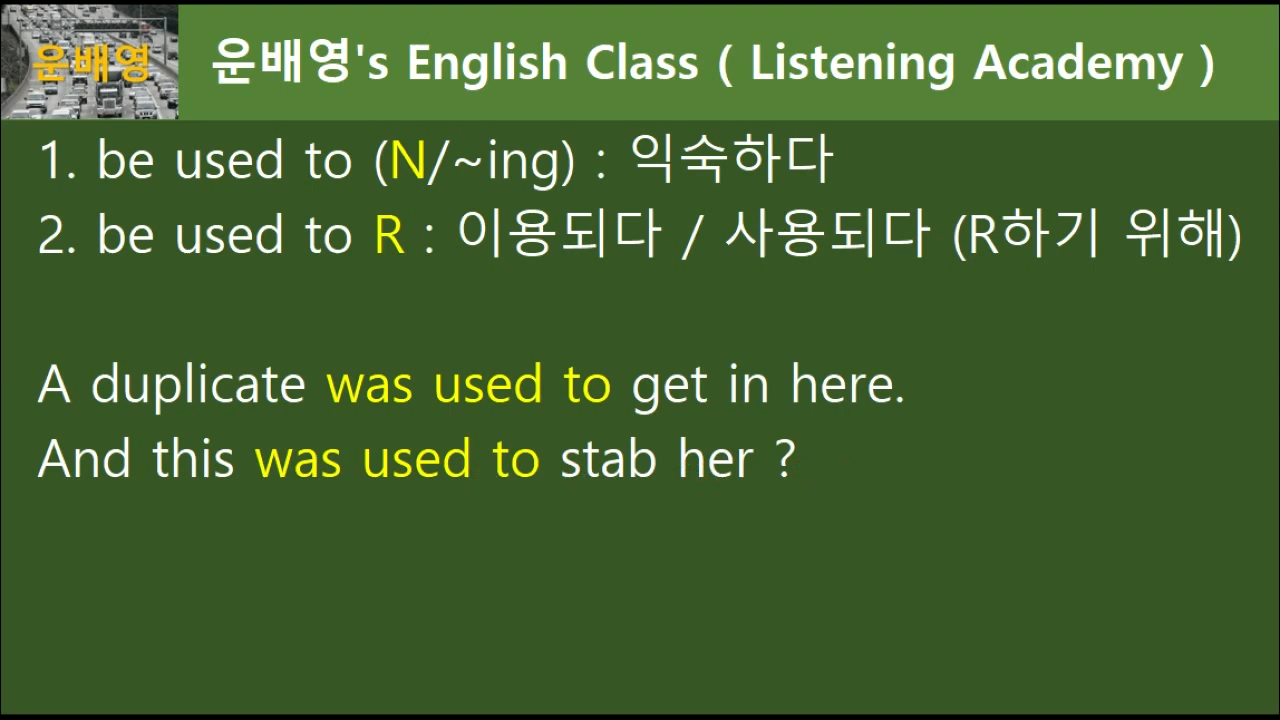 운배영
운배영's English Class ( Listening Academy )
1. be used to (N/~ing) : 익숙하다
2. be used to R : 이용되다 / 사용되다 (R하기 위해)
A duplicate was used to get in here.
And this was used to stab her ?